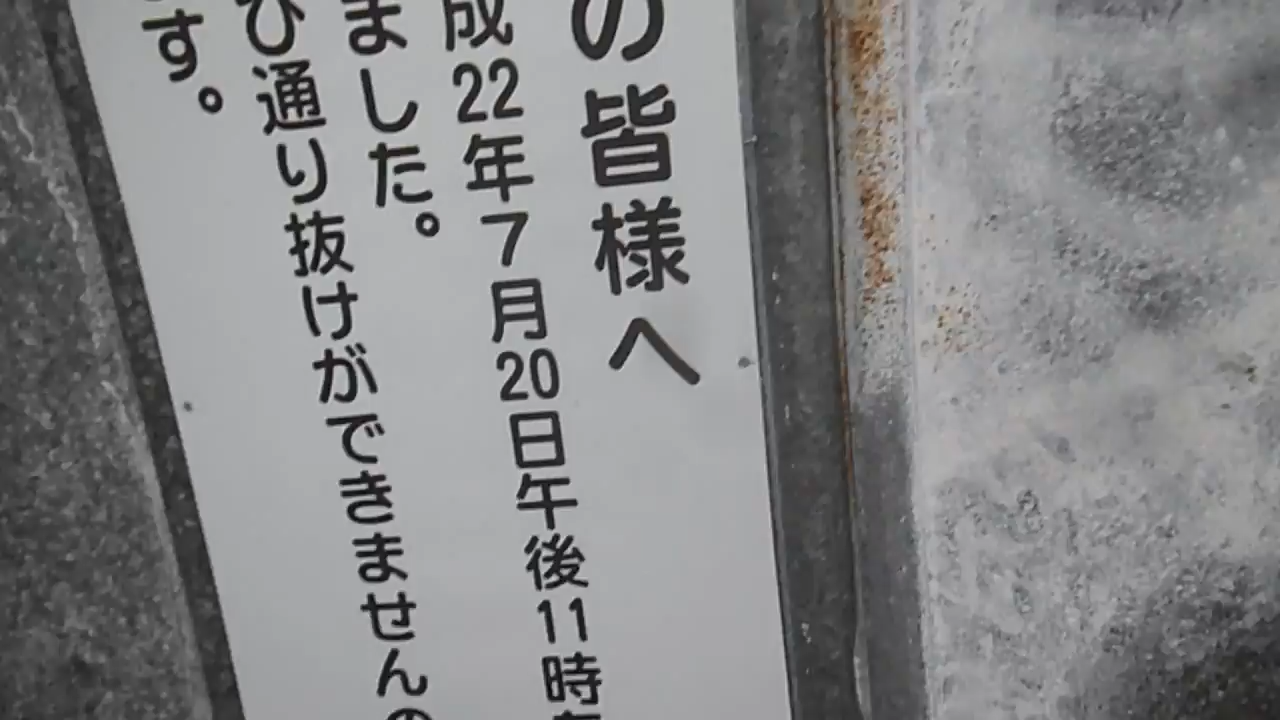 の皆様へ
成22年7月20日午後11時
ました。
び通り抜けができませんの
す。